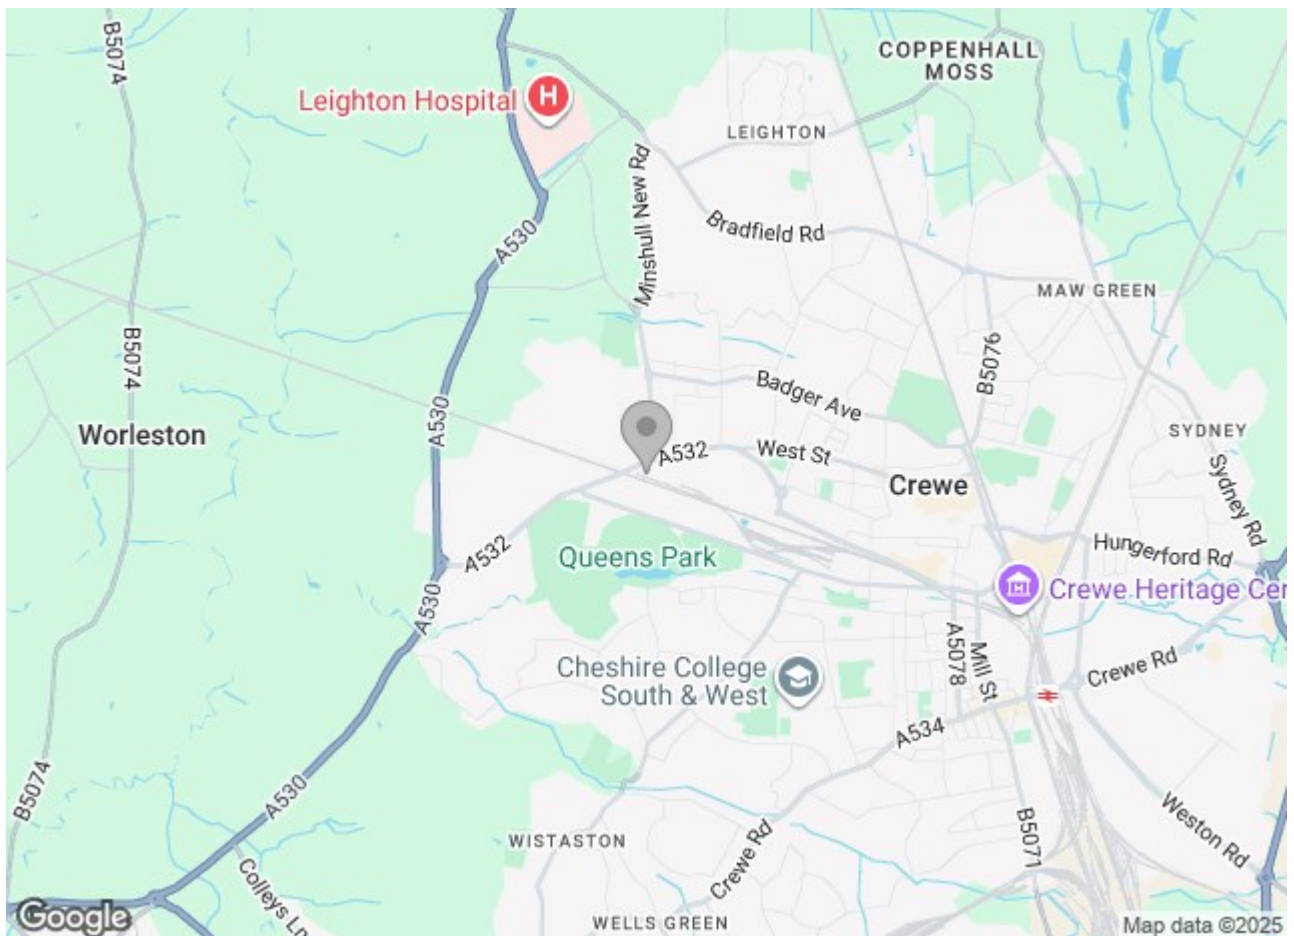 B5074
COPPENHALL
MOSS
Leighton Hospital
H
LEIGHTON
Minshull New Rd
Bradfield Rd
A530
MAW GREEN
B5074
B5076
A530
Badger Ave
Worleston
A532
West St
SYDNEY
Crewe
Sydney Rd
A532
Queens Park
Hungerford Rd
A530
Crewe Heritage Cen
A5078
Mill St
Cheshire College
South & West
Crewe Rd
A534
B5074
A530
WISTASTON
Crewe Rd
B5071
Weston Rd
Colleys Ln
WELLS GREEN
Google
Map data ©2025